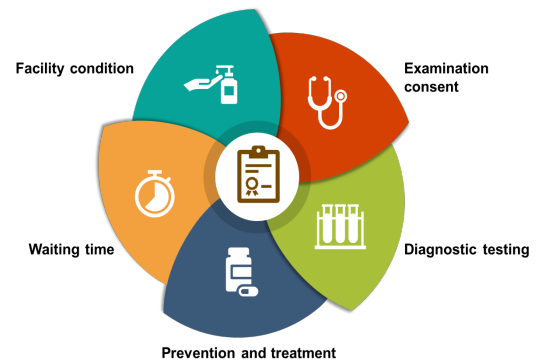 Facility condition
Examination
consent
Waiting time
Diagnostic testing
Prevention and treatment